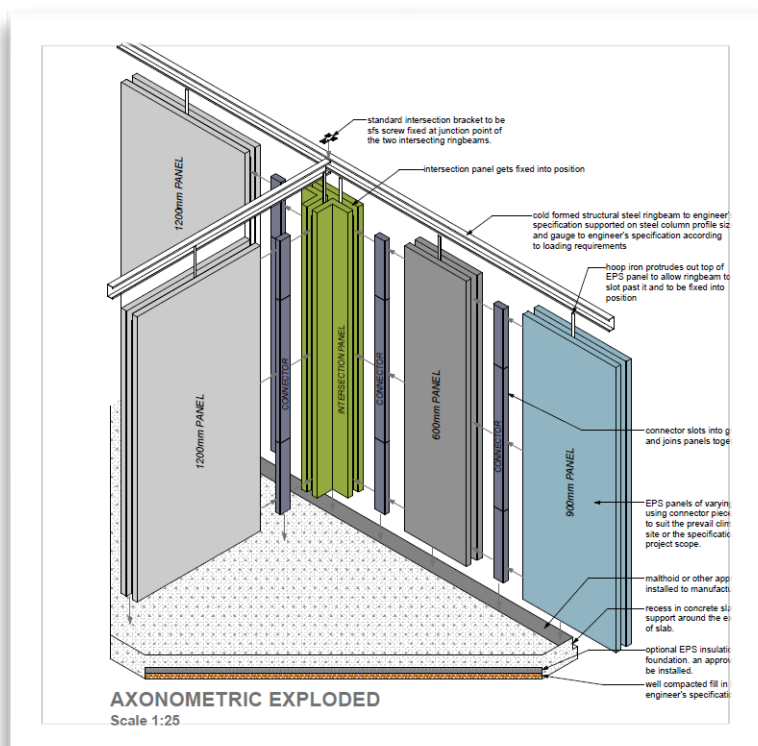 standard intersection bracket to be
sfs screw fixed at junction point of
the two intersecting ringbeams.
intersection panel gets fixed into position
cold formed structural steel ringbeam to engineer'
specification supported on steel column profile siz
and gauge to engineer's specification according
to loading requirements
hoop iron protrudes out top of
EPS panel to allow ringbeam to
slot past it and to be fixed into
position
1200mm PANEL
1200mm PANEL
CONNECTOR
INTERSECTION PANEL
CONNECTOR
600mm PANEL
CONNECTOR
900mm PANEL
connector slots into g
and joins panels toge
EPS panels of varyin
using connector piece
to suit the prevail clim
site or the specificatio
project scope.
malthoid or other app
installed to manufactu
recess in concrete sla
support around the e
of slab.
optional EPS insulatio
foundation. an approv
be installed.
well compacted fill in
engineer's specificati
AXONOMETRIC EXPLODED
Scale 1:25